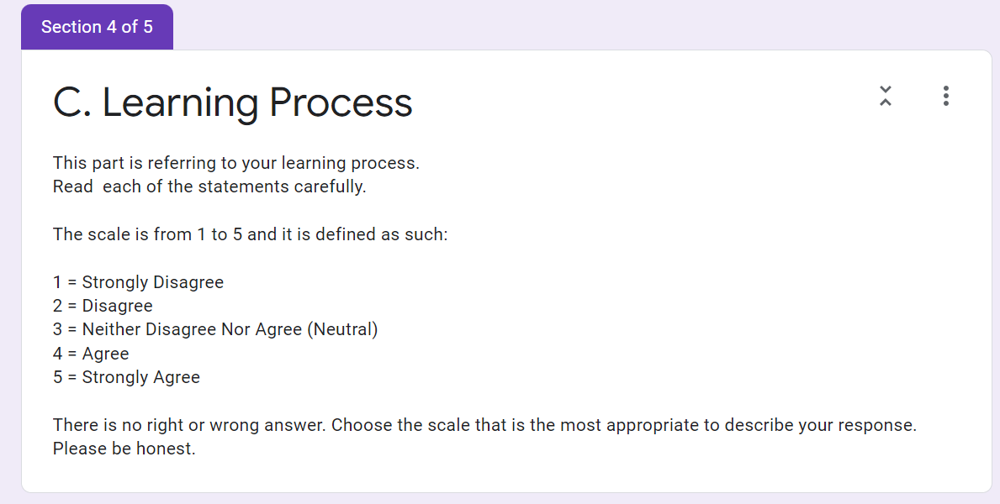 Section 4 of 5
C. Learning Process
This part is referring to your learning process.
Read  each of the statements carefully.
The scale is from 1 to 5 and it is defined as such:
1 = Strongly Disagree
2 = Disagree
3 = Neither Disagree Nor Agree (Neutral)
4 = Agree
5 = Strongly Agree
There is no right or wrong answer. Choose the scale that is the most appropriate to describe your response.
Please be honest.